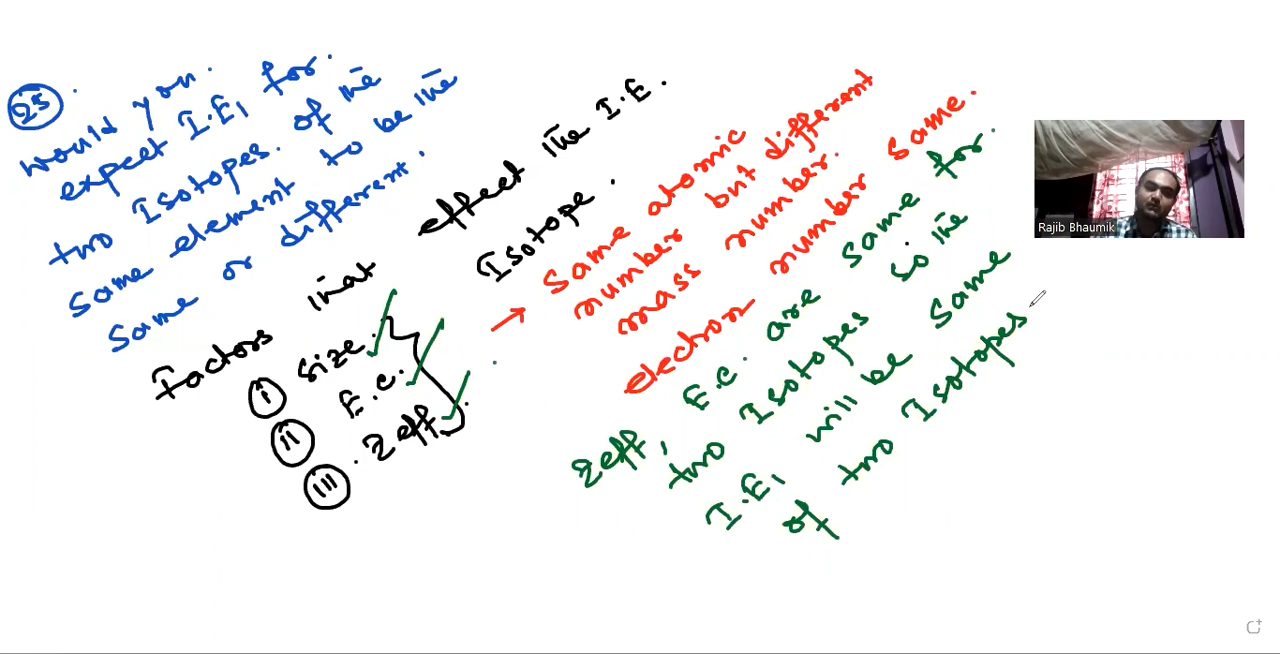 25.
Would you.
expect I.E1 for.
two Isotopes. of the
same element to be the
same or different.
Factors that effect the I.E.
i size.
ii E.C.
iii. Zeff.
Isotope.
→ Same atomic
number but different
mass number.
electron number same.
Zeff, E.C. are same for.
two Isotopes so the
I.E1 will be same
of two Isotopes.
Rajib Bhaumik